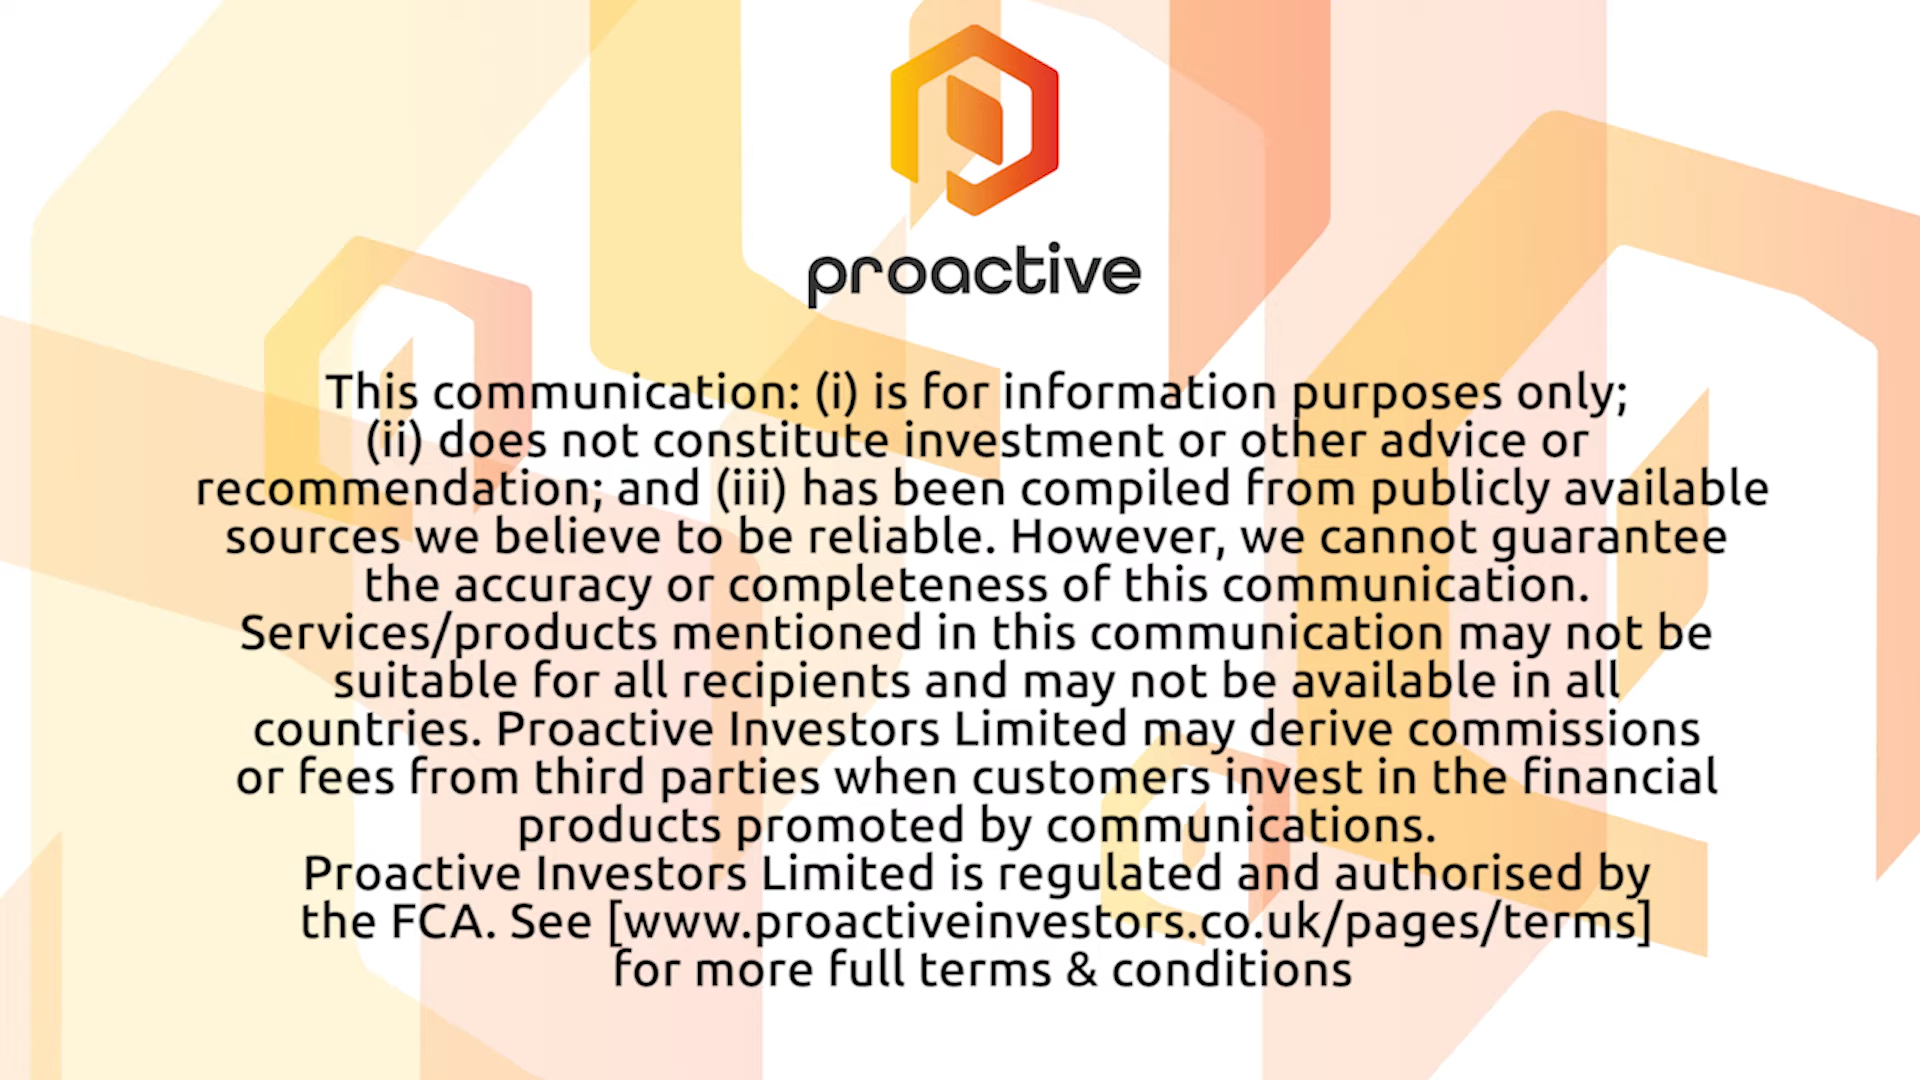 proactive
This communication: (i) is for information purposes only;
(ii) does not constitute investment or other advice or
recommendation; and (iii) has been compiled from publicly available
sources we believe to be reliable. However, we cannot guarantee
the accuracy or completeness of this communication.
Services/products mentioned in this communication may not be
suitable for all recipients and may not be available in all
countries. Proactive Investors Limited may derive commissions
or fees from third parties when customers invest in the financial
products promoted by communications.
Proactive Investors Limited is regulated and authorised by
the FCA. See [www.proactiveinvestors.co.uk/pages/terms]
for more full terms & conditions